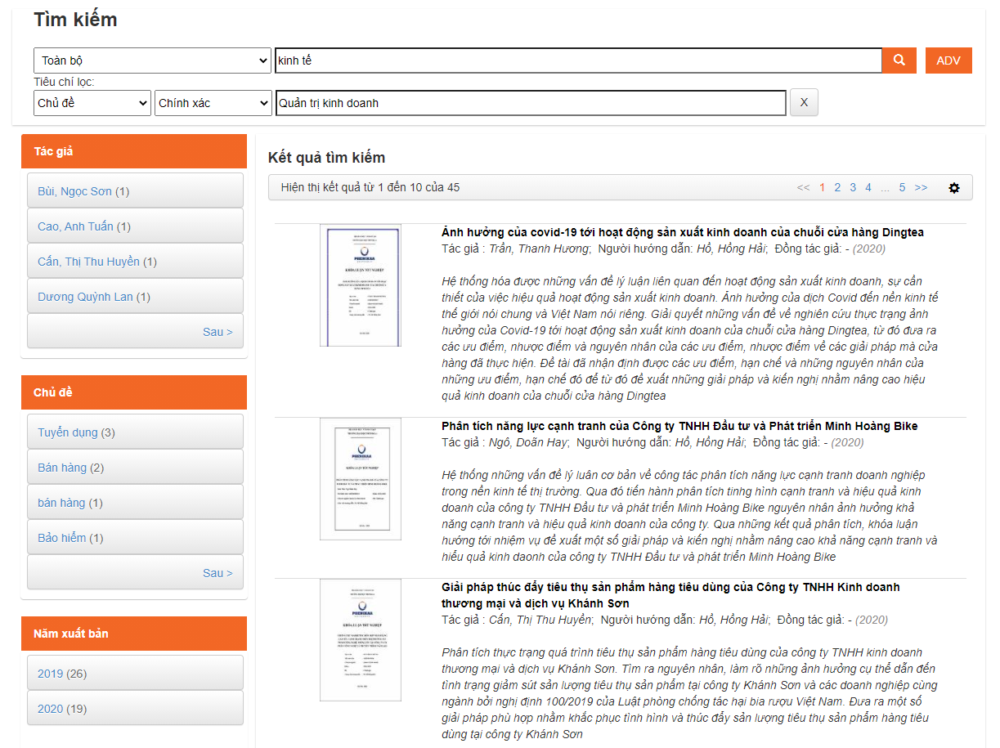 Tìm kiếm
Toàn bộ
kinh tế
ADV
Tiêu chí lọc:
Chủ đề
Chính xác
Quản trị kinh doanh
X
Tác giả
Bùi, Ngọc Sơn (1)
Cao, Anh Tuấn (1)
Cấn, Thị Thu Huyền (1)
Dương Quỳnh Lan (1)
Sau >
Chủ đề
Tuyển dụng (3)
Bán hàng (2)
bán hàng (1)
Bảo hiểm (1)
Sau >
Năm xuất bản
2019 (26)
2020 (19)
Kết quả tìm kiếm
Hiện thị kết quả từ 1 đến 10 của 45
<< 1 2 3 4 ... 5 >>
PHENIKAA
KHÓA LUẬN TỐT NGHIỆP
Ảnh hưởng của covid-19 tới hoạt động sản xuất kinh doanh của chuỗi cửa hàng Dingtea
Tác giả : Trần, Thanh Hương; Người hướng dẫn: Hồ, Hồng Hải; Đồng tác giả: - (2020)
Hệ thống hóa được những vấn đề lý luận liên quan đến hoạt động sản xuất kinh doanh, sự cần
thiết của việc hiệu quả hoạt động sản xuất kinh doanh. Ảnh hưởng của dịch Covid đến nền kinh tế
thế giới nói chung và Việt Nam nói riêng. Giải quyết những vấn đề về nghiên cứu thực trạng ảnh
hưởng của Covid-19 tới hoạt động sản xuất kinh doanh của chuỗi cửa hàng Dingtea, từ đó đưa ra
các ưu điểm, nhược điểm và nguyên nhân của các ưu điểm, nhược điểm về các giải pháp mà cửa
hàng đã thực hiện. Đề tài đã nhận định được các ưu điểm, hạn chế và những nguyên nhân của
những ưu điểm, hạn chế đó để từ đó đề xuất những giải pháp và kiến nghị nhằm nâng cao hiệu
quả kinh doanh của chuỗi cửa hàng Dingtea
PHENIKAA
KHÓA LUẬN TỐT NGHIỆP
Phân tích năng lực cạnh tranh của Công ty TNHH Đầu tư và Phát triển Minh Hoàng Bike
Tác giả : Ngô, Doãn Hay; Người hướng dẫn: Hồ, Hồng Hải; Đồng tác giả: - (2020)
Hệ thống những vấn đề lý luân cơ bản về công tác phân tích năng lực cạnh tranh doanh nghiệp
trong nền kinh tế thị trường. Qua đó tiến hành phân tích tinhg hình cạnh tranh và hiệu quả kinh
doanh của công ty TNHH Đầu tư và phát triển Minh Hoàng Bike nguyên nhân ảnh hưởng khả
năng cạnh tranh và hiệu quả kinh doanh của công ty. Qua những kết quả phân tích, khóa luận
hướng tới nhiệm vụ đề xuất một số giải pháp và kiến nghị nhằm nâng cao khả năng cạnh tranh và
hiểu quả kinh daonh của công ty TNHH Đầu tư và phát triển Minh Hoàng Bike
PHENIKAA
KHÓA LUẬN TỐT NGHIỆP
Giải pháp thúc đẩy tiêu thụ sản phẩm hàng tiêu dùng của Công ty TNHH Kinh doanh
thương mại và dịch vụ Khánh Sơn
Tác giả : Cấn, Thị Thu Huyền; Người hướng dẫn: Hồ, Hồng Hải; Đồng tác giả: - (2020)
Phân tích thực trạng quá trình tiêu thụ sản phẩm hàng tiêu dùng của công ty TNHH kinh doanh
thương mại và dịch vụ Khánh Sơn. Tìm ra nguyên nhân, làm rõ những ảnh hưởng cụ thể dẫn đến
tình trạng giảm sút sản lượng tiêu thụ sản phẩm tại công ty Khánh Sơn và các doanh nghiệp cùng
ngành bởi nghị định 100/2019 của Luật phòng chống tác hại bia rượu Việt Nam. Đưa ra một số
giải pháp phù hợp nhằm khắc phục tình hình và thúc đẩy sản lượng tiêu thụ sản phẩm hàng tiêu
dùng tại công ty Khánh Sơn